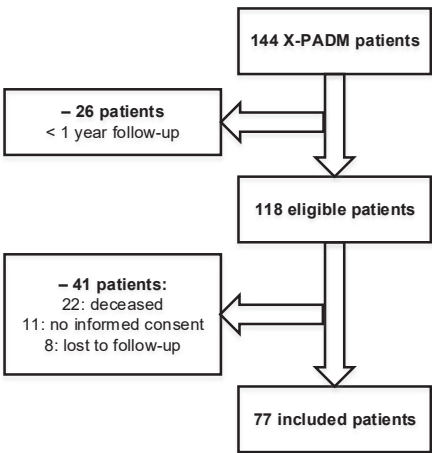 144 X-PADM patients
– 26 patients
< 1 year follow-up
118 eligible patients
– 41 patients:
22: deceased
11: no informed consent
8: lost to follow-up
77 included patients